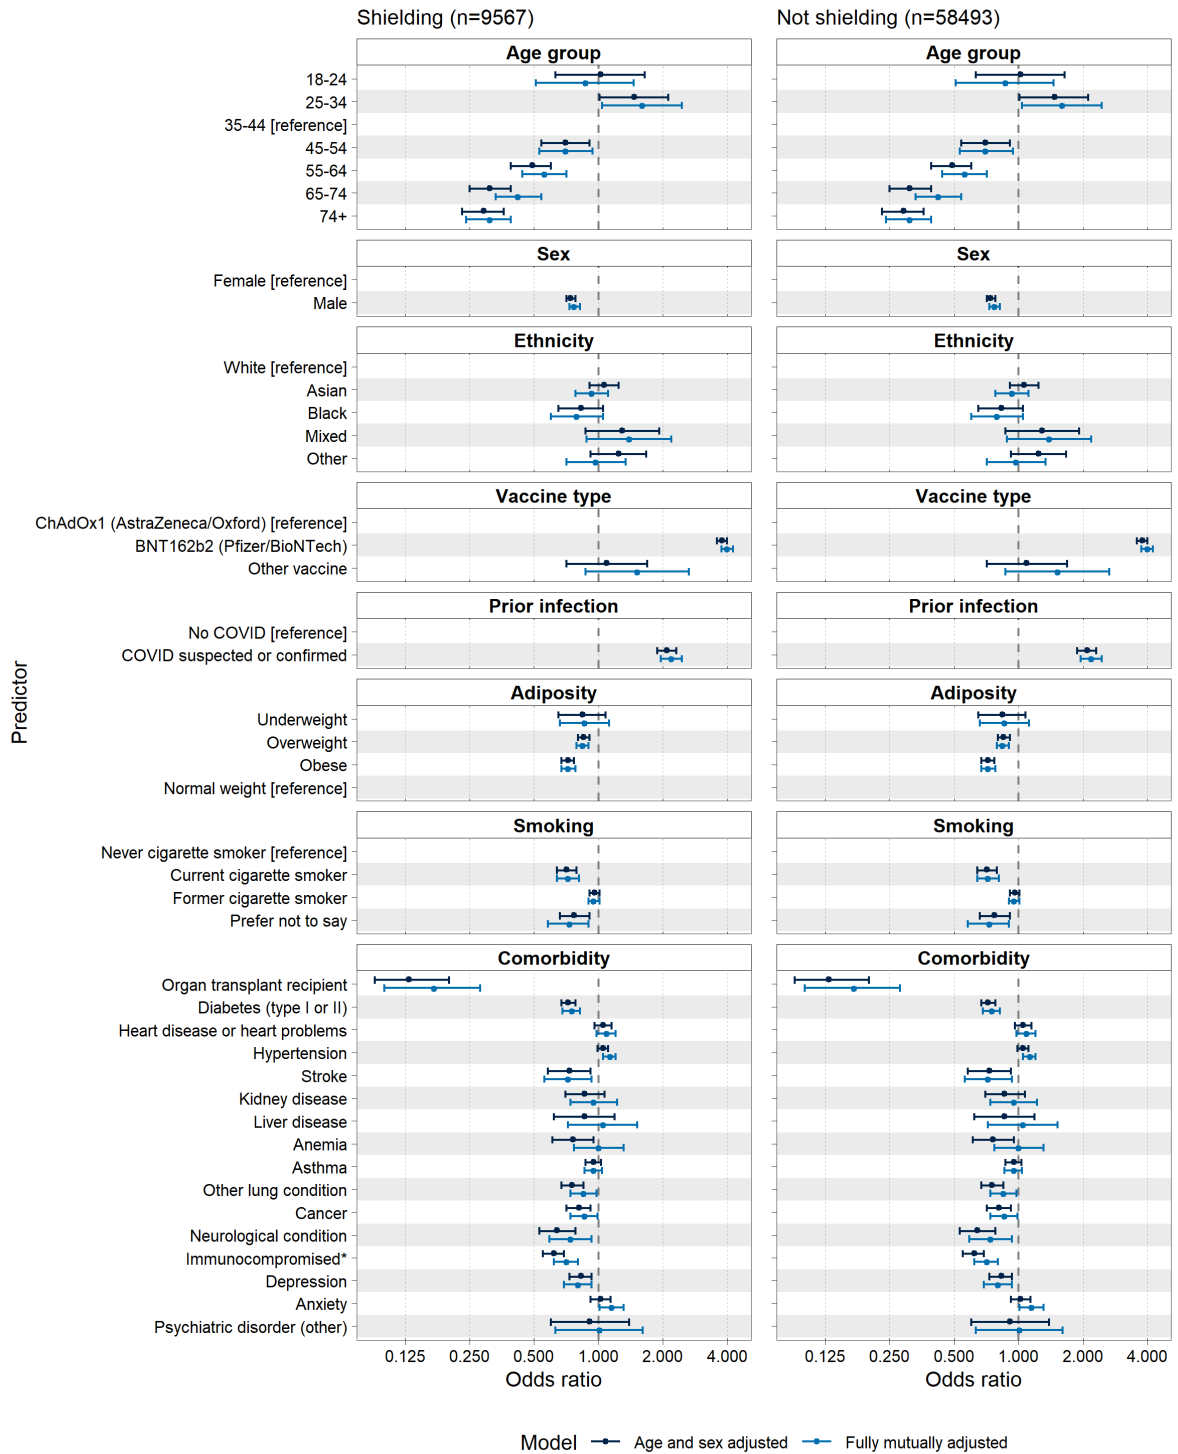 Shielding (n=9567)
Not shielding (n=58493)
Age group
Age group
18-24
25-34
35-44 [reference]
45-54
55-64
65-74
74+
Sex
Sex
Female [reference]
Male
Ethnicity
Ethnicity
White [reference]
Asian
Black
Mixed
Other
Vaccine type
Vaccine type
ChAdOx1 (AstraZeneca/Oxford) [reference]
BNT162b2 (Pfizer/BioNTech)
Other vaccine
Prior infection
Prior infection
No COVID [reference]
COVID suspected or confirmed
Predictor
Adiposity
Adiposity
Underweight
Overweight
Obese
Normal weight [reference]
Smoking
Smoking
Never cigarette smoker [reference]
Current cigarette smoker
Former cigarette smoker
Prefer not to say
Comorbidity
Comorbidity
Organ transplant recipient
Diabetes (type I or II)
Heart disease or heart problems
Hypertension
Stroke
Kidney disease
Liver disease
Anemia
Asthma
Other lung condition
Cancer
Neurological condition
Immunocompromised*
Depression
Anxiety
Psychiatric disorder (other)
0.125 0.250 0.500 1.000 2.000 4.000
0.125 0.250 0.500 1.000 2.000 4.000
Odds ratio
Odds ratio
Model Age and sex adjusted Fully mutually adjusted